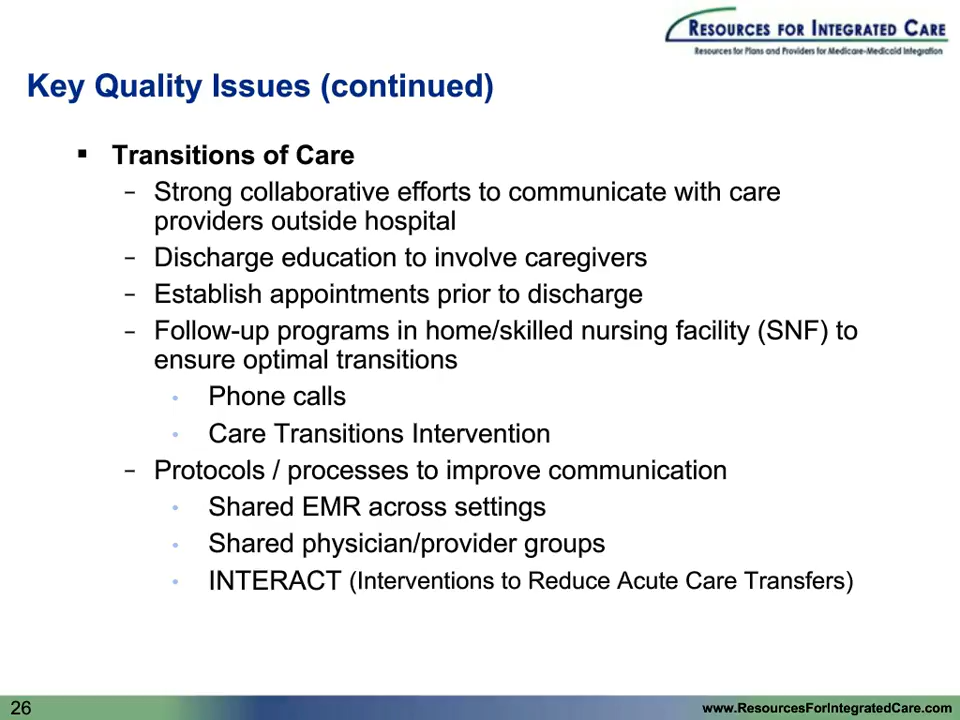 RESOURCES FOR INTEGRATED CARE
Resources for Plans and Providers for Medicare-Medicaid Integration
Key Quality Issues (continued)
▪ Transitions of Care
– Strong collaborative efforts to communicate with care
providers outside hospital
– Discharge education to involve caregivers
– Establish appointments prior to discharge
– Follow-up programs in home/skilled nursing facility (SNF) to
ensure optimal transitions
• Phone calls
• Care Transitions Intervention
– Protocols / processes to improve communication
• Shared EMR across settings
• Shared physician/provider groups
• INTERACT (Interventions to Reduce Acute Care Transfers)
26
www.ResourcesForIntegratedCare.com